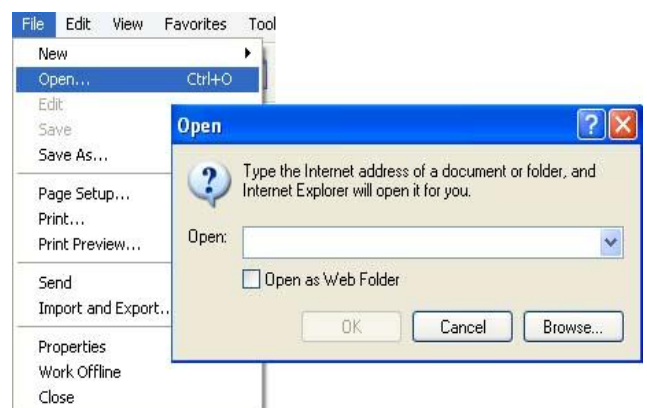 File Edit View Favorites Tool
New
Open... Ctrl+O
Edit
Save
Save As...
Page Setup...
Print...
Print Preview...
Send
Import and Export..
Properties
Work Offline
Close
Open
Type the Internet address of a document or folder, and
Internet Explorer will open it for you.
Open:
Open as Web Folder
OK Cancel Browse...